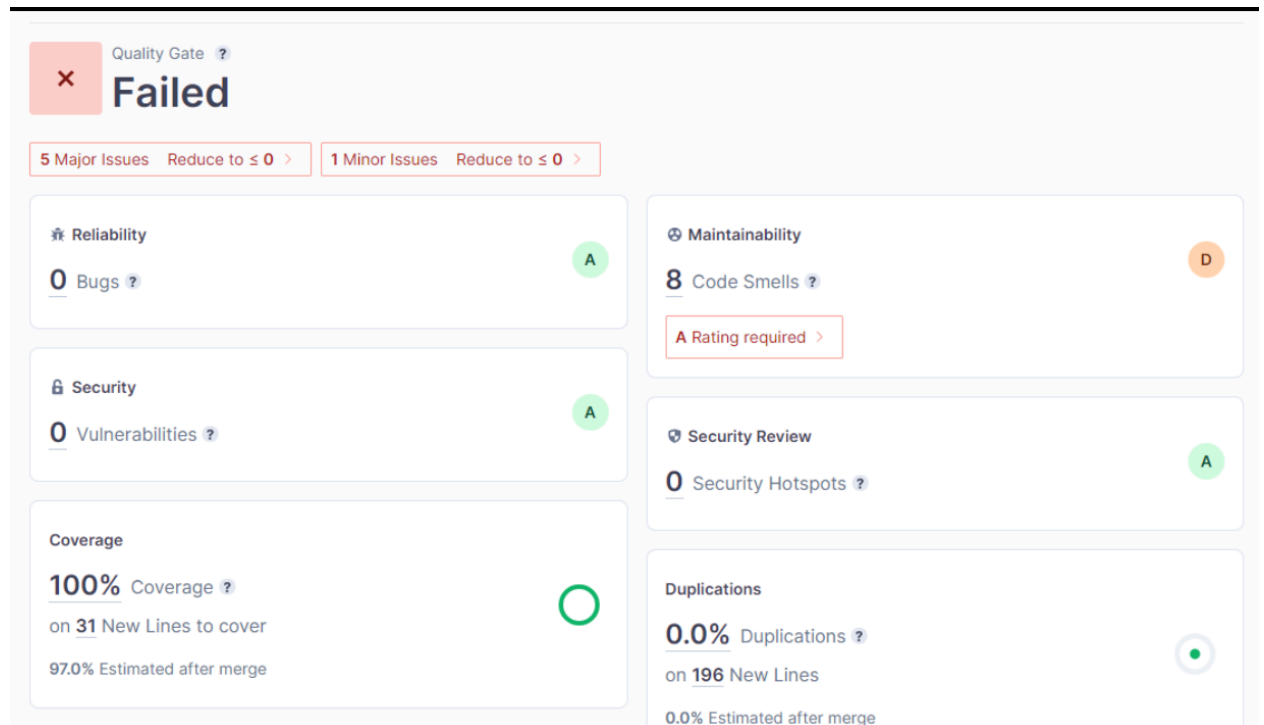 Quality Gate ?
Failed
5 Major Issues Reduce to ≤ 0
1 Minor Issues Reduce to ≤ 0
Reliability
0 Bugs ?
A
Security
0 Vulnerabilities ?
A
Coverage
100% Coverage ?
on 31 New Lines to cover
97.0% Estimated after merge
Maintainability
8 Code Smells ?
D
A Rating required
Security Review
0 Security Hotspots ?
A
Duplications
0.0% Duplications ?
on 196 New Lines
0.0% Estimated after merge